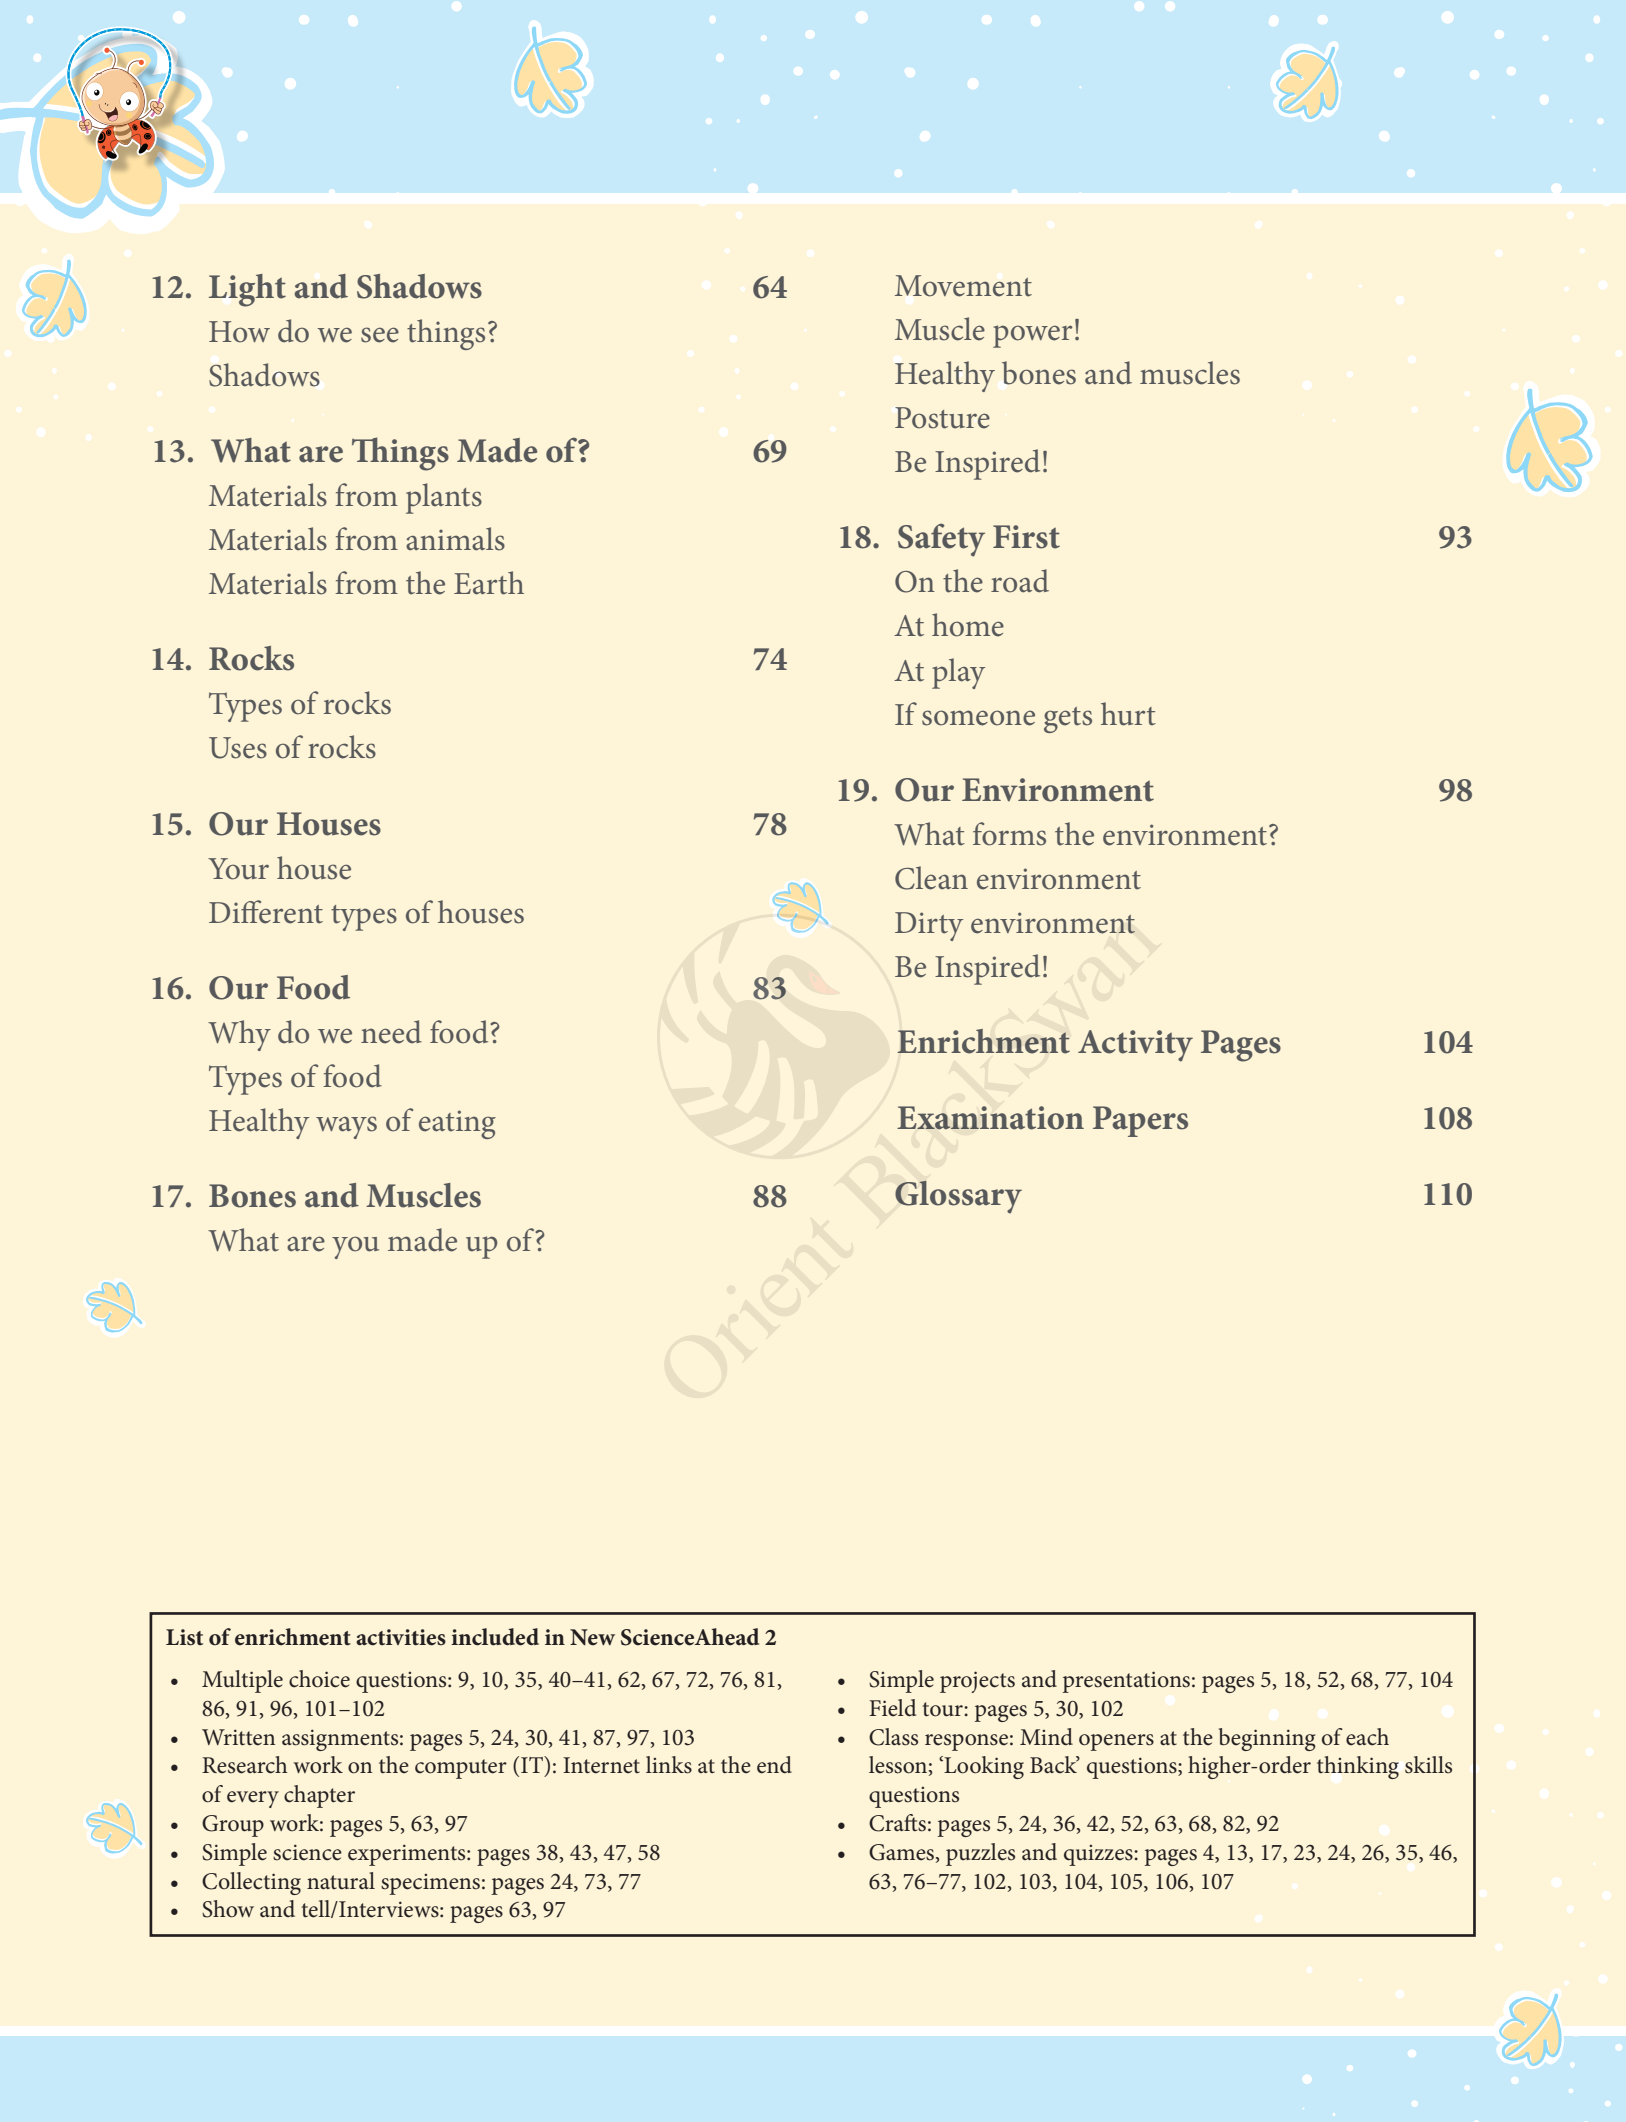 12. Light and Shadows 64
How do we see things?
Shadows
13. What are Things Made of? 69
Materials from plants
Materials from animals
Materials from the Earth
14. Rocks 74
Types of rocks
Uses of rocks
15. Our Houses 78
Your house
Different types of houses
16. Our Food 83
Why do we need food?
Types of food
Healthy ways of eating
17. Bones and Muscles 88
What are you made up of?
Movement
Muscle power!
Healthy bones and muscles
Posture
Be Inspired!
18. Safety First 93
On the road
At home
At play
If someone gets hurt
19. Our Environment 98
What forms the environment?
Clean environment
Dirty environment
Be Inspired!
Enrichment Activity Pages 104
Examination Papers 108
Glossary 110
Orient BlackSwan
List of enrichment activities included in New ScienceAhead 2
• Multiple choice questions: 9, 10, 35, 40–41, 62, 67, 72, 76, 81,
86, 91, 96, 101–102
• Written assignments: pages 5, 24, 30, 41, 87, 97, 103
• Research work on the computer (IT): Internet links at the end
of every chapter
• Group work: pages 5, 63, 97
• Simple science experiments: pages 38, 43, 47, 58
• Collecting natural specimens: pages 24, 73, 77
• Show and tell/Interviews: pages 63, 97
• Simple projects and presentations: pages 5, 18, 52, 68, 77, 104
• Field tour: pages 5, 30, 102
• Class response: Mind openers at the beginning of each
lesson; ‘Looking Back’ questions; higher-order thinking skills
questions
• Crafts: pages 5, 24, 36, 42, 52, 63, 68, 82, 92
• Games, puzzles and quizzes: pages 4, 13, 17, 23, 24, 26, 35, 46,
63, 76–77, 102, 103, 104, 105, 106, 107